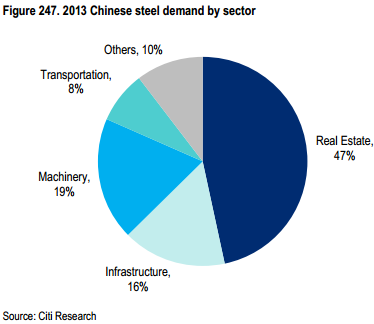 Figure 247. 2013 Chinese steel demand by sector
Others, 10%
Transportation,
8%
Real Estate,
47%
Machinery,
19%
Infrastructure,
16%
Source: Citi Research